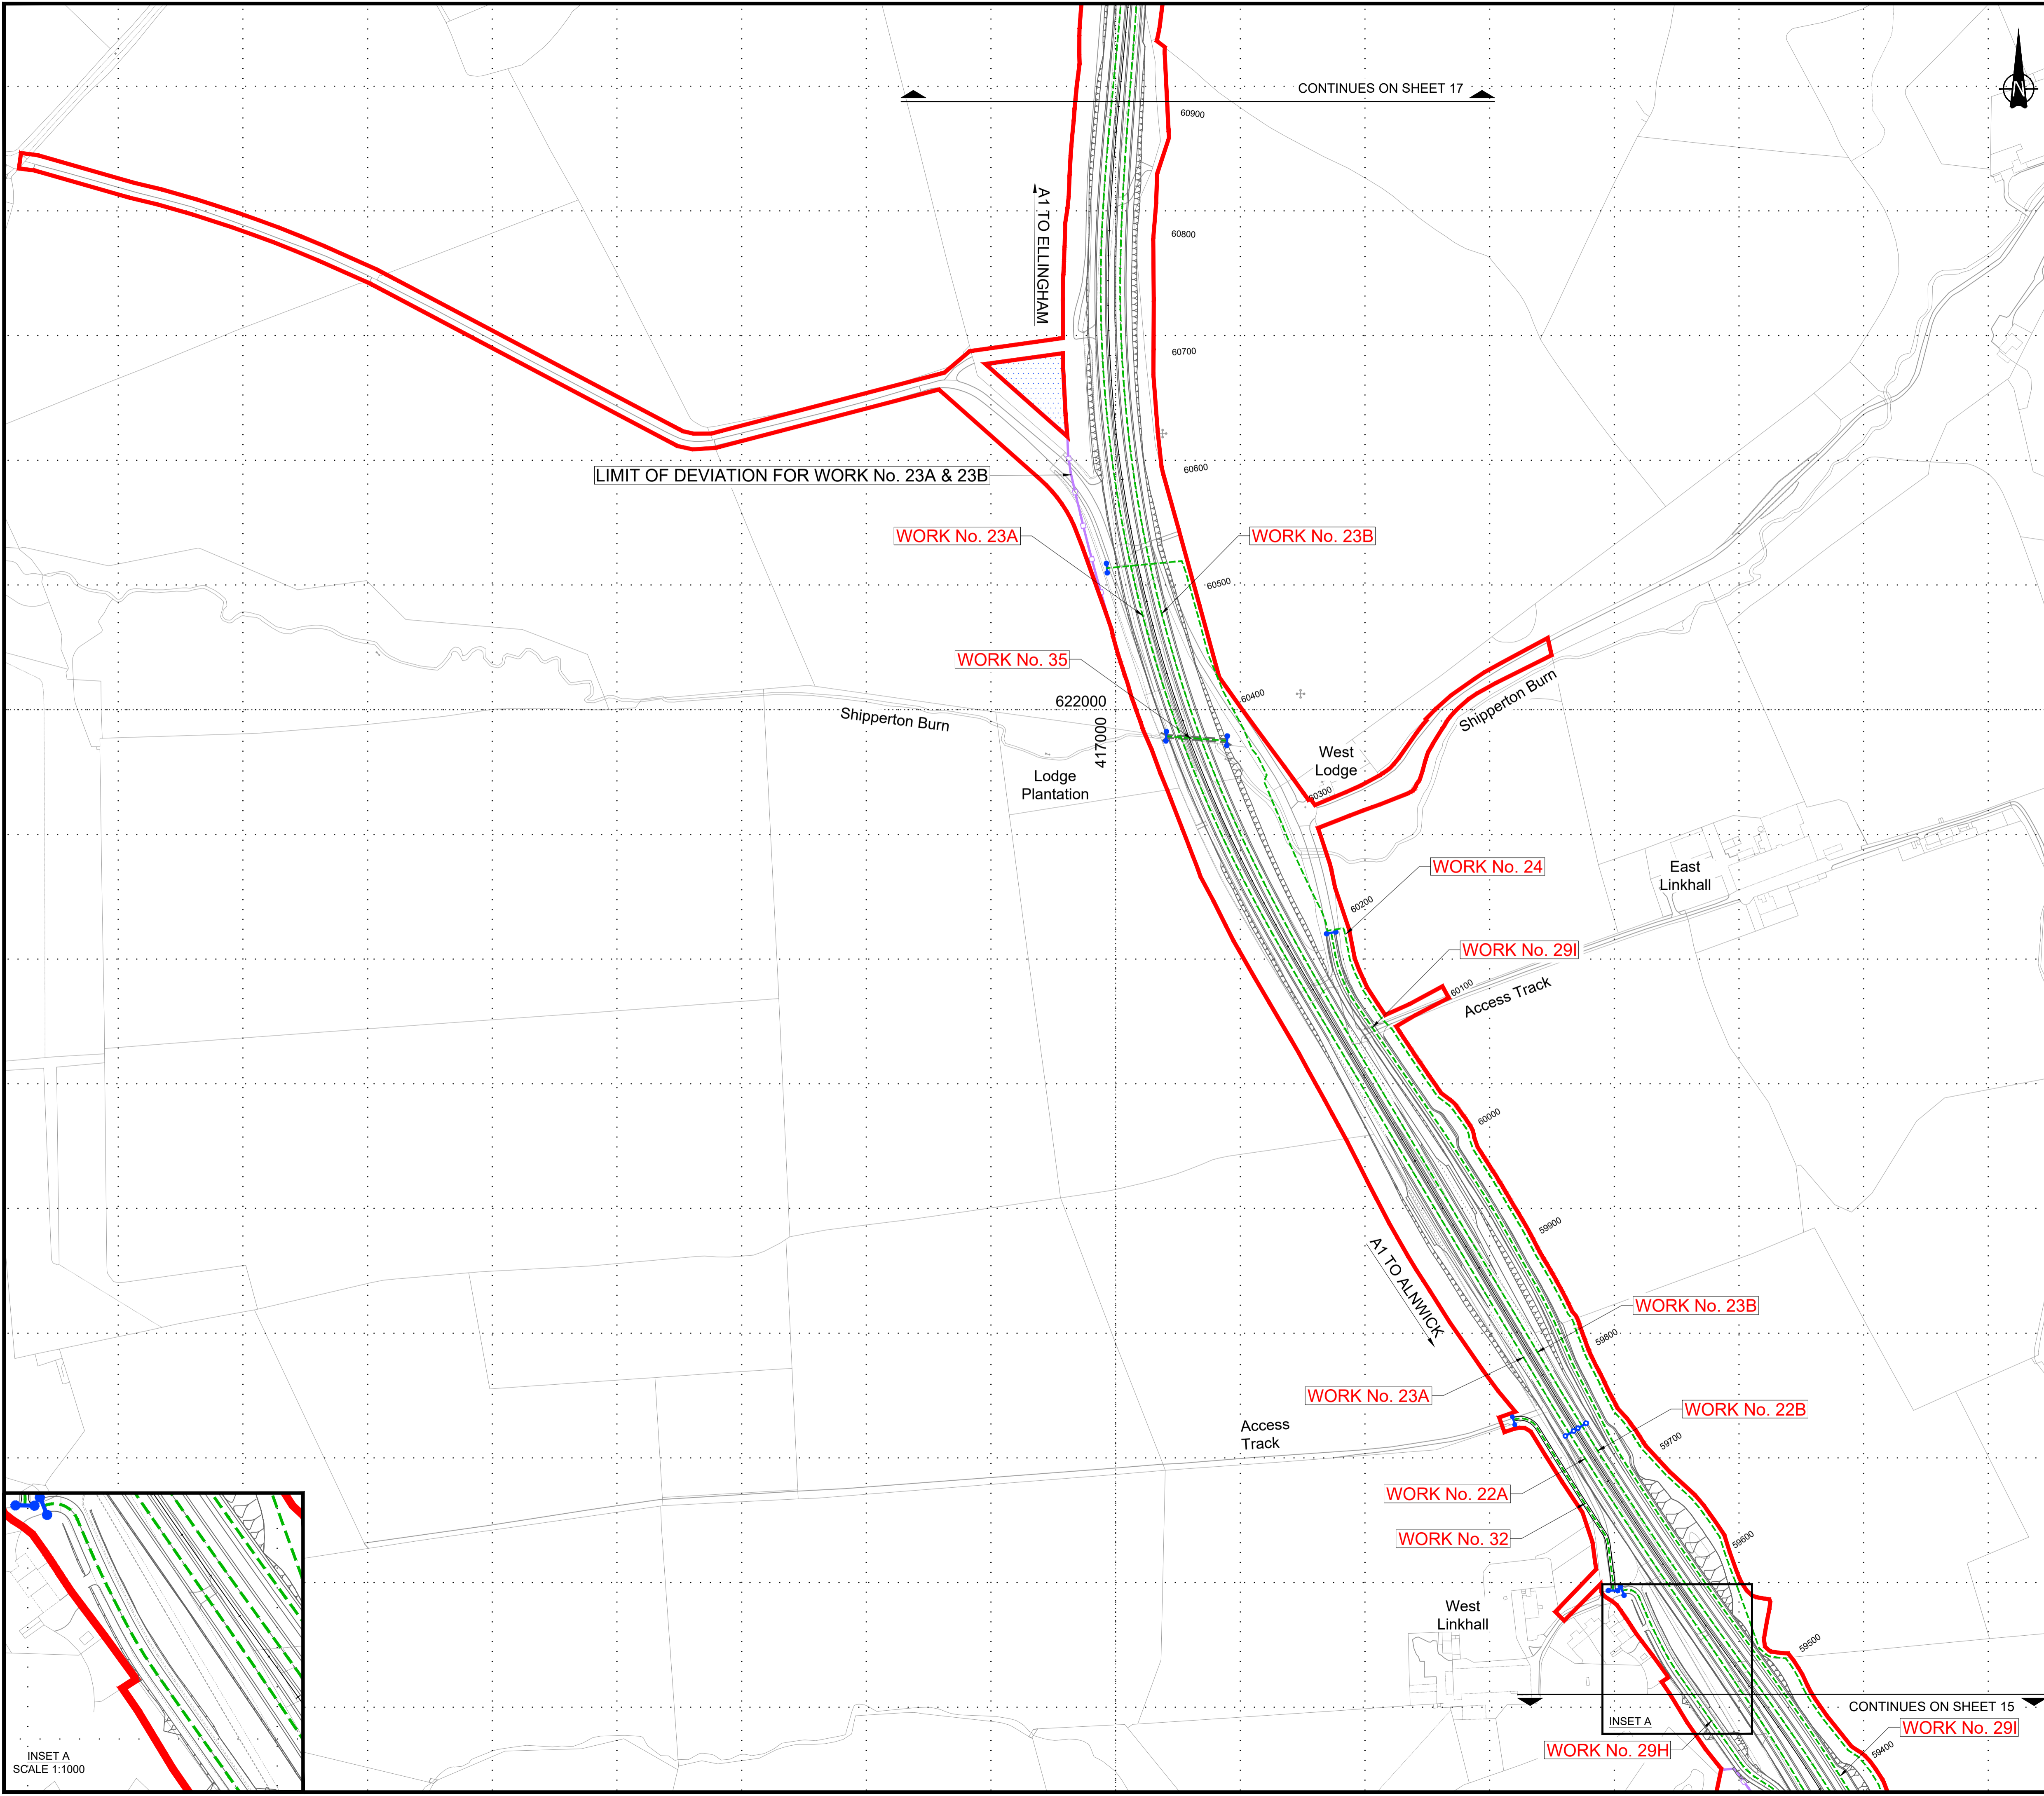 CONTINUES ON SHEET 17
N
60900
A1 TO ELLINGHAM
60800
60700
60600
LIMIT OF DEVIATION FOR WORK No. 23A & 23B
WORK No. 23A
WORK No. 23B
60500
WORK No. 35
60400
622000
417000
Shipperton Burn
Shipperton Burn
West
Lodge
Lodge
Plantation
60300
WORK No. 24
East
Linkhall
60200
WORK No. 29I
60100
Access Track
60000
59900
A1 TO ALNWICK
WORK No. 23B
59800
WORK No. 23A
WORK No. 22B
Access
Track
59700
WORK No. 22A
WORK No. 32
59600
West
Linkhall
59500
CONTINUES ON SHEET 15
INSET A
WORK No. 29I
WORK No. 29H
59400
INSET A
SCALE 1:1000